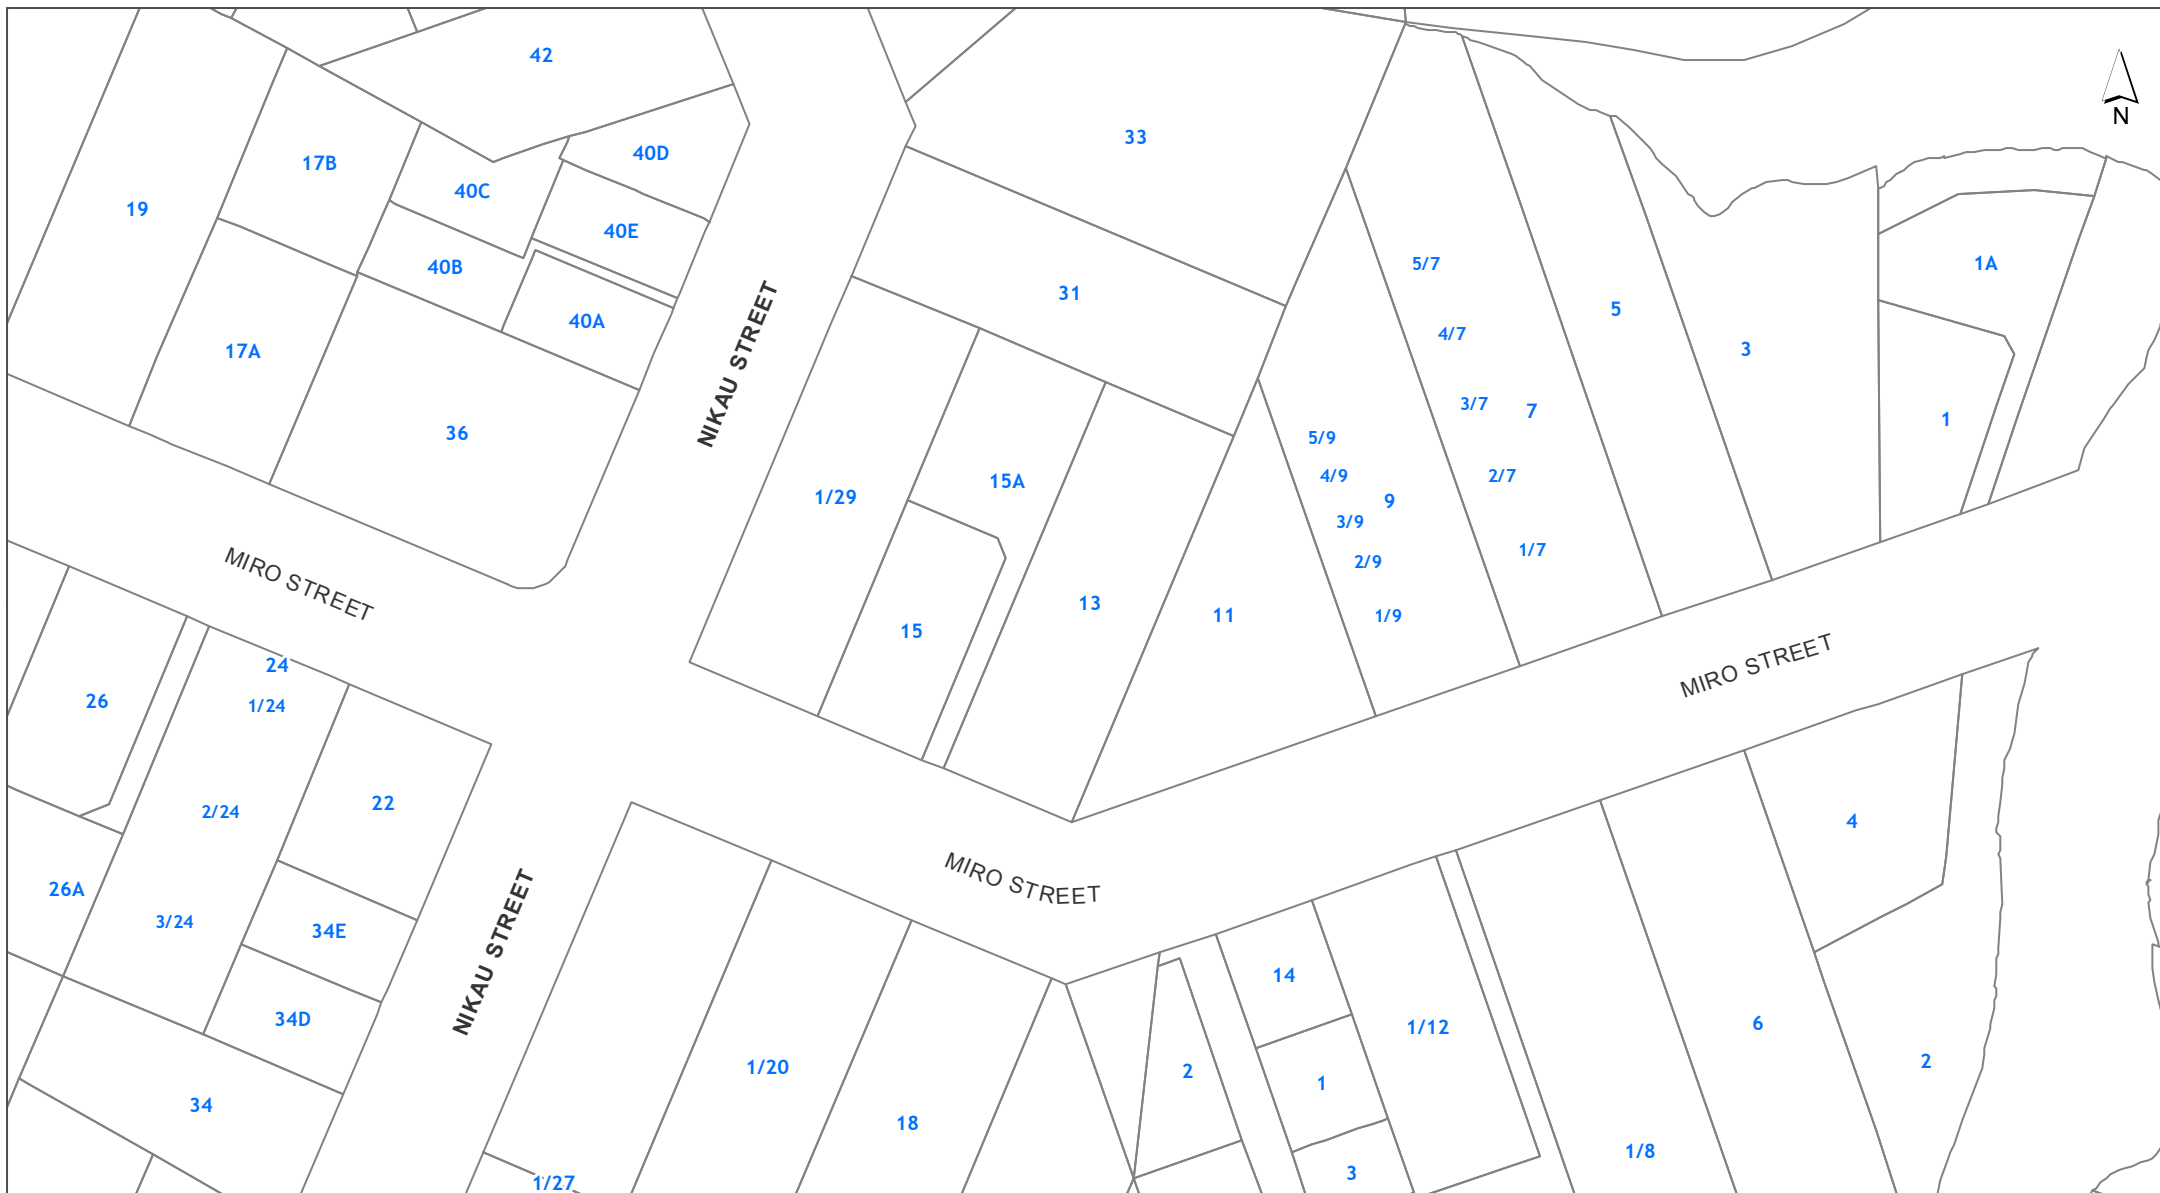 42
N
33
40D
17B
40C
19
40E
5/7
1A
40B
31
5
40A
4/7
3
17A
NIKAU STREET
3/7
7
1
36
5/9
2/7
4/9
15A
1/29
9
3/9
1/7
2/9
MIRO STREET
13
11
1/9
15
24
MIRO STREET
26
1/24
22
2/24
4
26A
MIRO STREET
3/24
34E
NIKAU STREET
14
34D
1/12
6
2
1/20
2
1
34
18
1/8
3
1/27